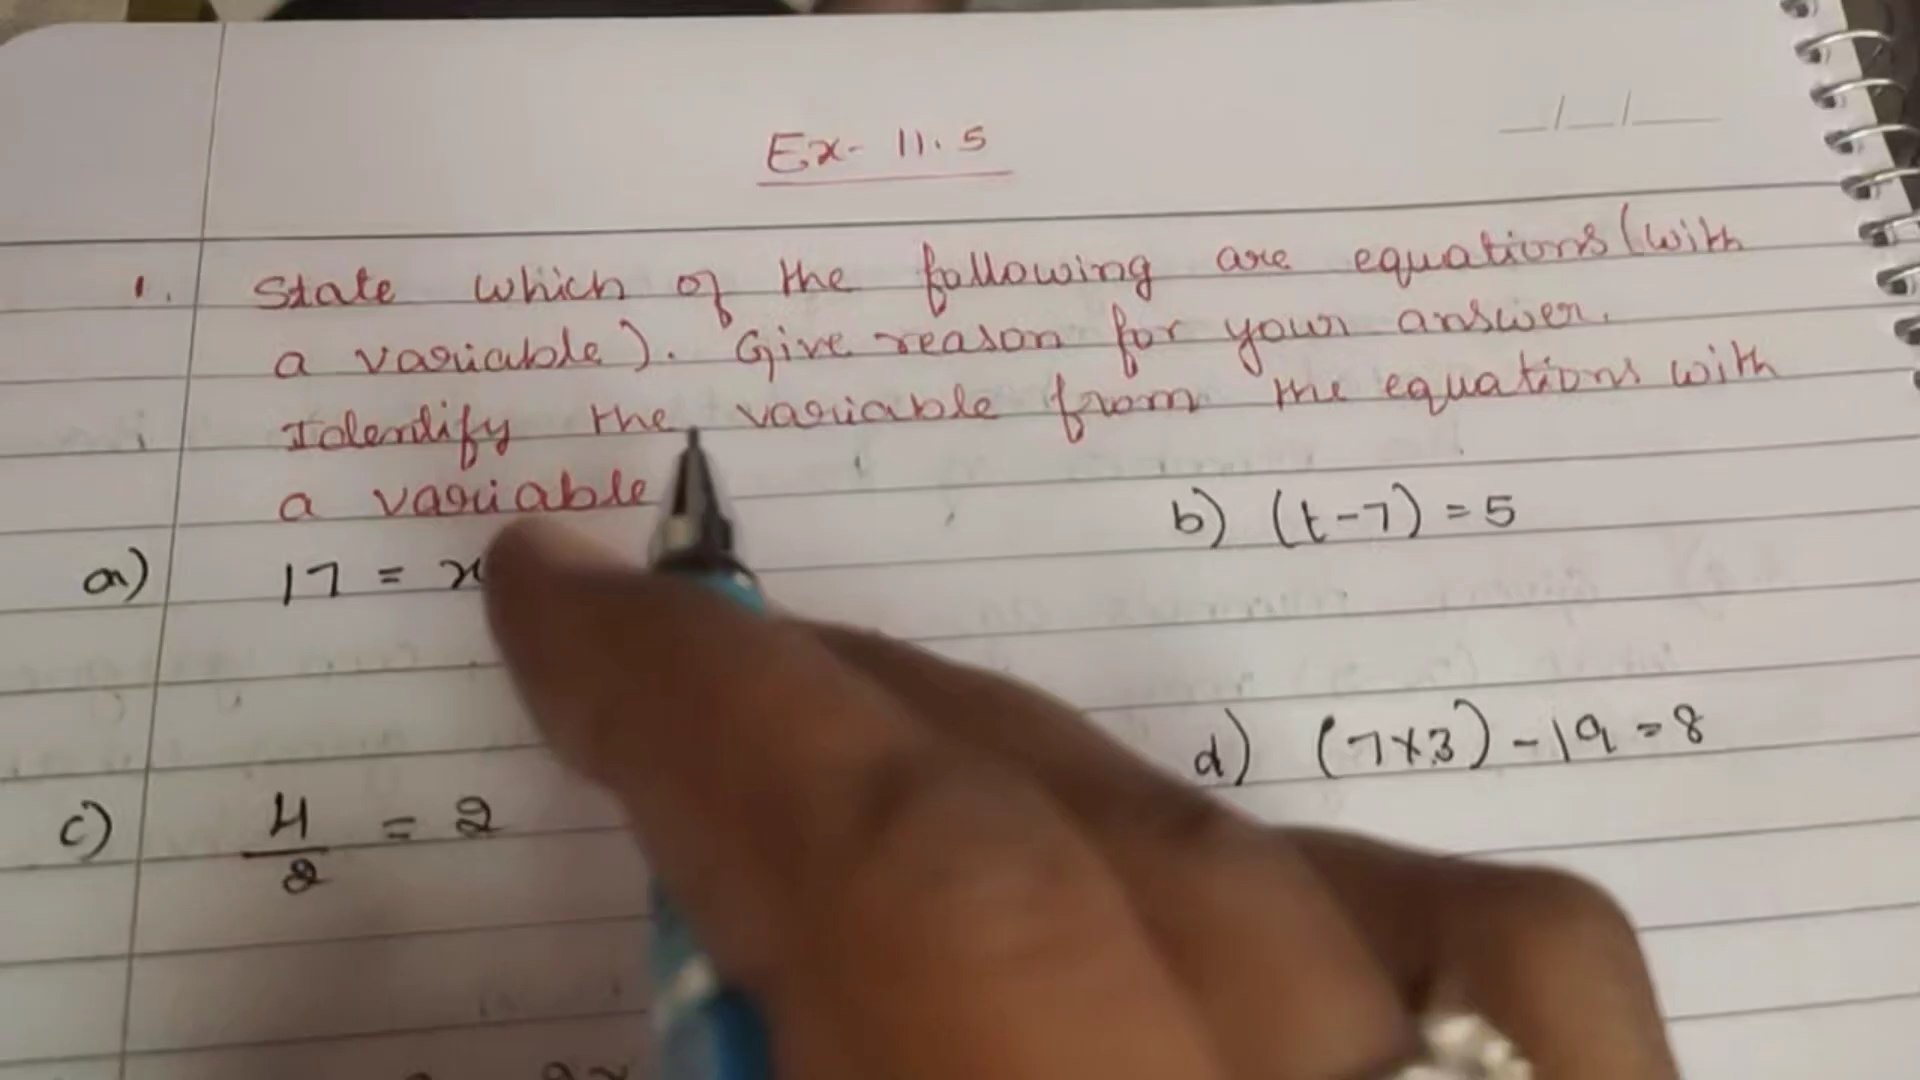 Ex- 11.5
_/_/_
1. State which of the following are equations (with
a variable). Give reason for your answer.
Identify the variable from the equations with
a variable
a) 17 = x
b) (t-7) = 5
c) 4/2 = 2
d) (7×3) - 19 = 8
2x